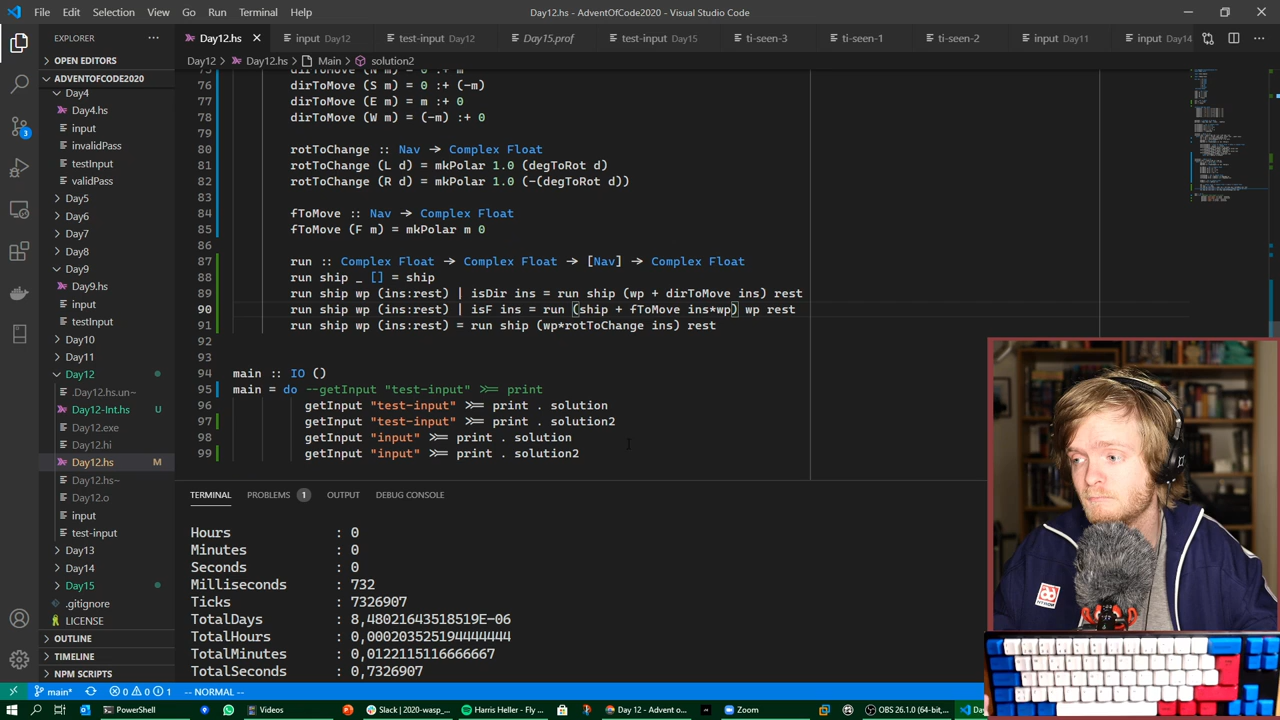 File Edit Selection View Go Run Terminal Help
Day12.hs - AdventOfCode2020 - Visual Studio Code
EXPLORER
Day12.hs input Day12 test-input Day12 Day15.prof test-input Day15 ti-seen-3 ti-seen-1 ti-seen-2 input Day11 input Day14
OPEN EDITORS
Day12 > Day12.hs > Main > solution2
ADVENTOFCODE2020
Day4
Day4.hs
input
invalidPass
testInput
validPass
Day5
Day6
Day7
Day8
Day9
Day9.hs
input
testInput
Day10
Day11
Day12
.Day12.hs.un~
Day12-Int.hs U
Day12.exe
Day12.hi
Day12.hs M
Day12.hs~
Day12.o
input
test-input
Day13
Day14
Day15
.gitignore
LICENSE
OUTLINE
TIMELINE
NPM SCRIPTS
3
75 dirToMove (N m) = 0 :+ m
76 dirToMove (S m) = 0 :+ (-m)
77 dirToMove (E m) = m :+ 0
78 dirToMove (W m) = (-m) :+ 0
79
80 rotToChange :: Nav → Complex Float
81 rotToChange (L d) = mkPolar 1.0 (degToRot d)
82 rotToChange (R d) = mkPolar 1.0 (-(degToRot d))
83
84 fToMove :: Nav → Complex Float
85 fToMove (F m) = mkPolar m 0
86
87 run :: Complex Float → Complex Float → [Nav] → Complex Float
88 run ship _ [] = ship
89 run ship wp (ins:rest) | isDir ins = run ship (wp + dirToMove ins) rest
90 run ship wp (ins:rest) | isF ins = run (ship + fToMove ins*wp) wp rest
91 run ship wp (ins:rest) = run ship (wp*rotToChange ins) rest
92
93
94 main :: IO ()
95 main = do --getInput "test-input" >>= print
96 getInput "test-input" >>= print . solution
97 getInput "test-input" >>= print . solution2
98 getInput "input" >>= print . solution
99 getInput "input" >>= print . solution2
TERMINAL PROBLEMS 1 OUTPUT DEBUG CONSOLE
Hours : 0
Minutes : 0
Seconds : 0
Milliseconds : 732
Ticks : 7326907
TotalDays : 8,48021643518519E-06
TotalHours : 0,000203525194444444
TotalMinutes : 0,0122115116666667
TotalSeconds : 0,7326907
main* 0 0 1 -- NORMAL --
PowerShell Videos Slack | 2020-wasp_... Harris Heller - Fly ... Day 12 - Advent o... Zoom OBS 26.1.0 (64-bit,...